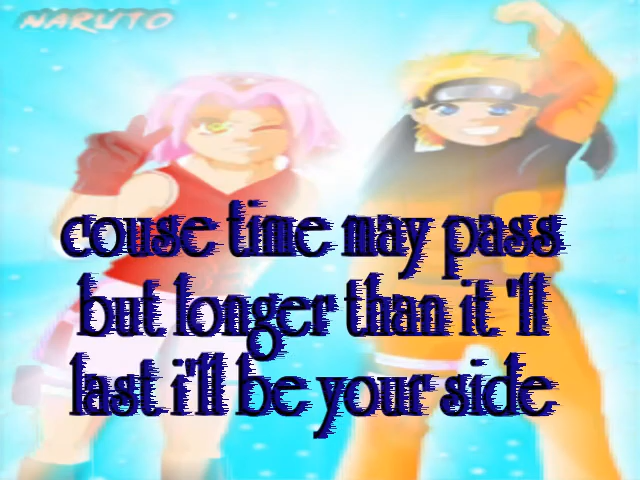 NARUTO
couse time may pass
but longer than it 'll
last i'll be your side